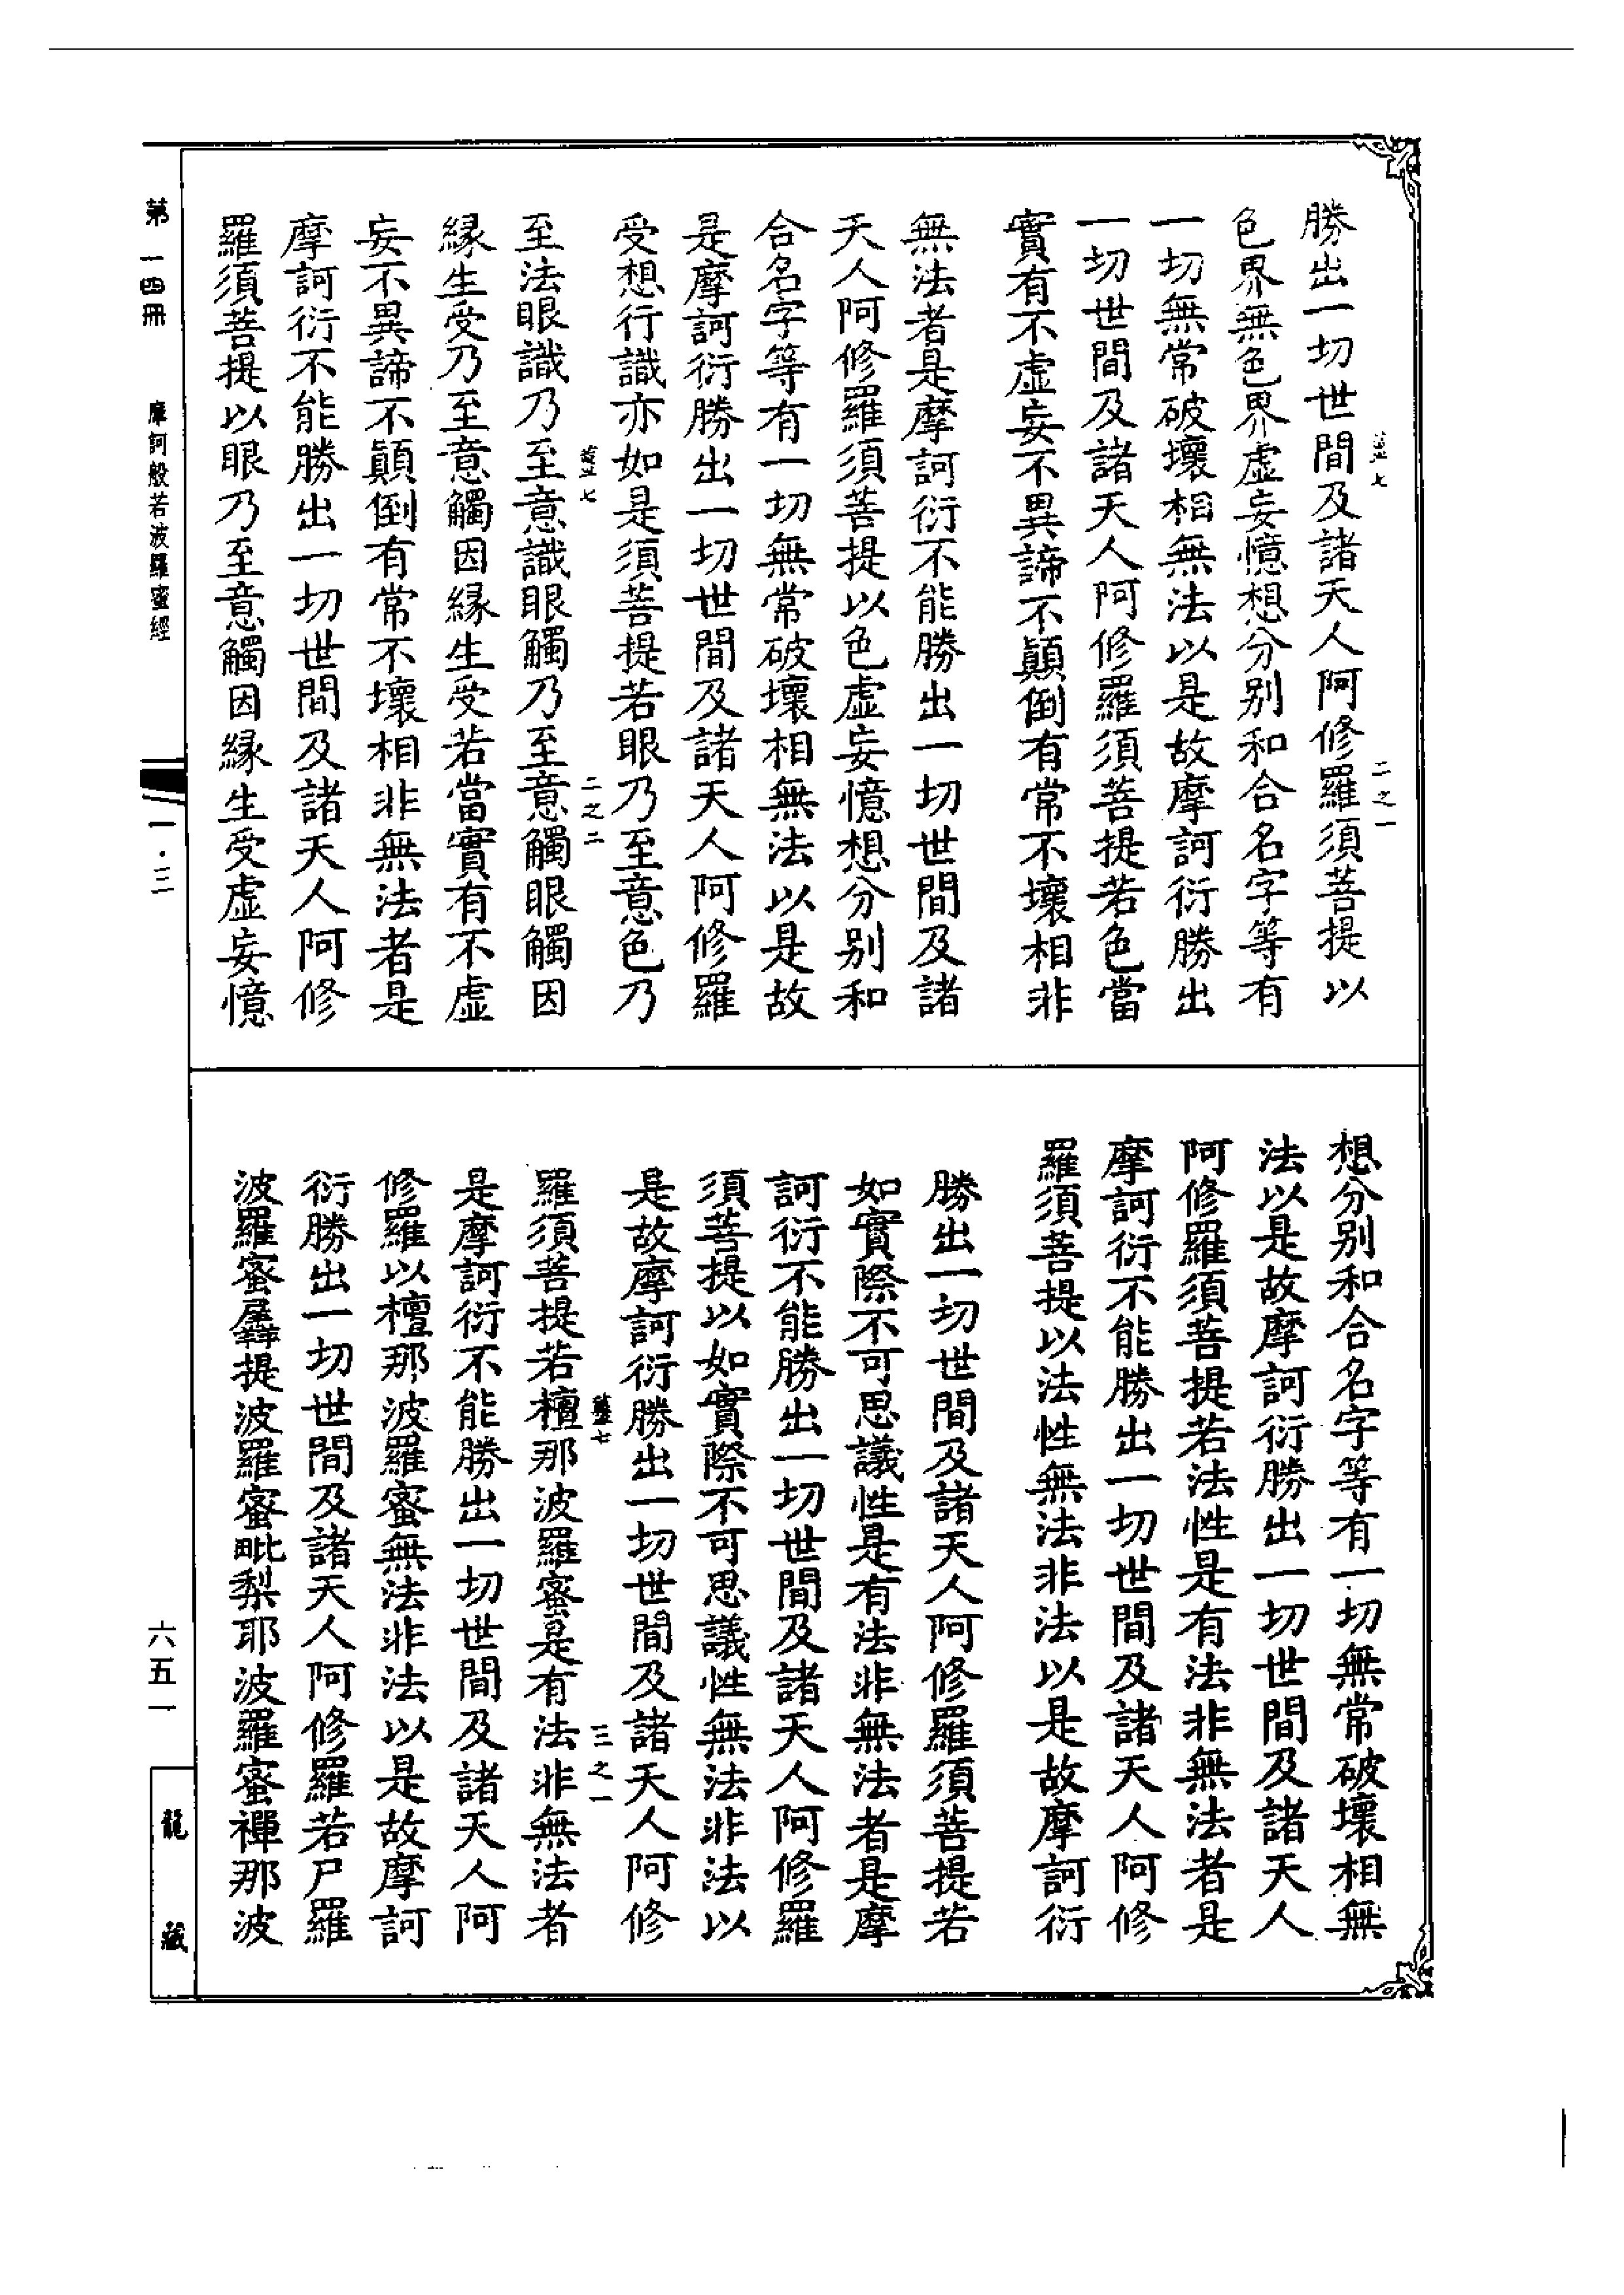 勝出一切世間及諸天人阿修羅須菩提以
色界無色界虛妄憶想分別和合名字等有
一切無常破壞相無法以是故摩訶衍勝出
一切世間及諸天人阿修羅須菩提若色當
實有不虛妄不異諦不顛倒有常不壞相非
無法者是摩訶衍不能勝出一切世間及諸
天人阿修羅須菩提以色虛妄憶想分別和
合名字等有一切無常破壞相無法以是故
是摩訶衍勝出一切世間及諸天人阿修羅
受想行識亦如是須菩提若眼乃至意色乃
至法眼識乃至意識眼觸乃至意觸眼觸因
緣生受乃至意觸因緣生受若當實有不虛
妄不異諦不顛倒有常不壞相非無法者是
摩訶衍不能勝出一切世間及諸天人阿修
羅須菩提以眼乃至意觸因緣生受虛妄憶
七
二之一
七
二之二
想分別和合名字等有一切無常破壞相無
法以是故摩訶衍勝出一切世間及諸天人
阿修羅須菩提若法性是有法非無法者是
摩訶衍不能勝出一切世間及諸天人阿修
羅須菩提以法性無法非法以是故摩訶衍
勝出一切世間及諸天人阿修羅須菩提若
如實際不可思議性是有法非無法者是摩
訶衍不能勝出一切世間及諸天人阿修羅
須菩提以如實際不可思議性無法非法以
是故摩訶衍勝出一切世間及諸天人阿修
羅須菩提若檀那波羅蜜是有法非無法者
是摩訶衍不能勝出一切世間及諸天人阿
修羅以檀那波羅蜜無法非法以是故摩訶
衍勝出一切世間及諸天人阿修羅若尸羅
波羅蜜羼提波羅蜜毗梨耶波羅蜜禪那波
七
三之一
第一四冊
摩訶般若波羅蜜經
一·三
六五一
龍藏